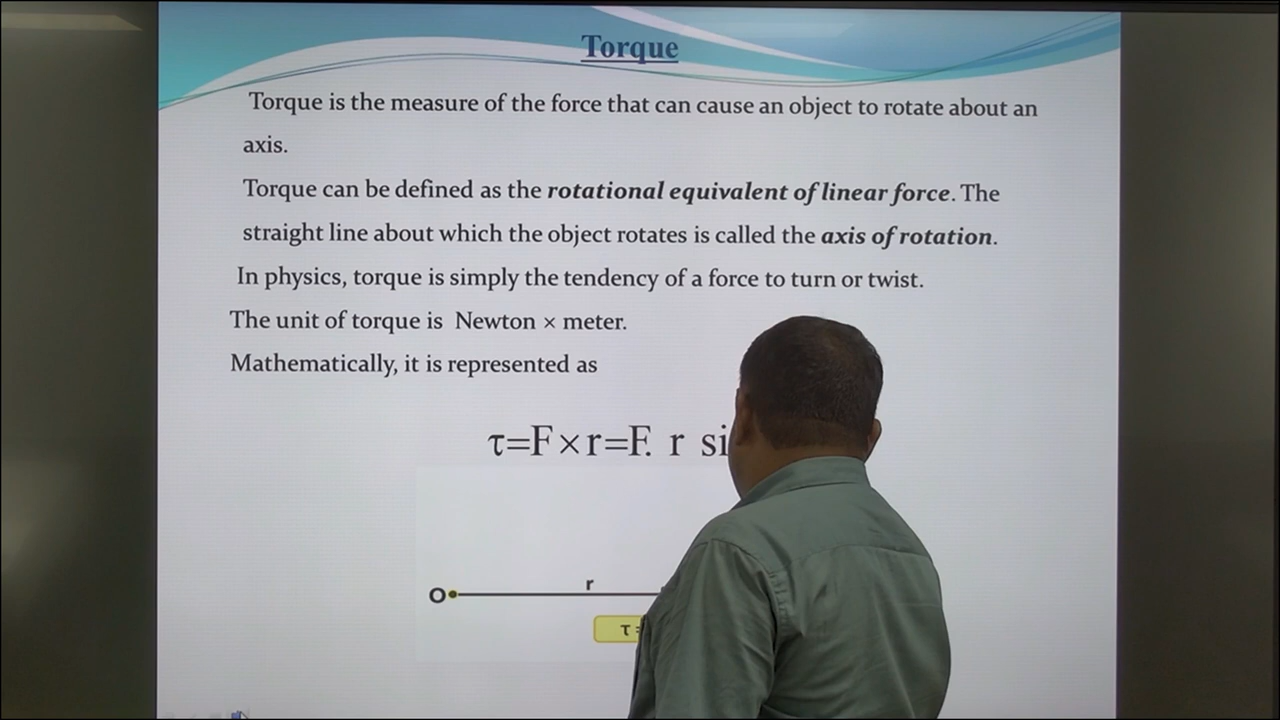 Torque
Torque is the measure of the force that can cause an object to rotate about an
axis.
Torque can be defined as the rotational equivalent of linear force. The
straight line about which the object rotates is called the axis of rotation.
In physics, torque is simply the tendency of a force to turn or twist.
The unit of torque is Newton × meter.
Mathematically, it is represented as
τ=F×r=F. r si
r
O
τ =